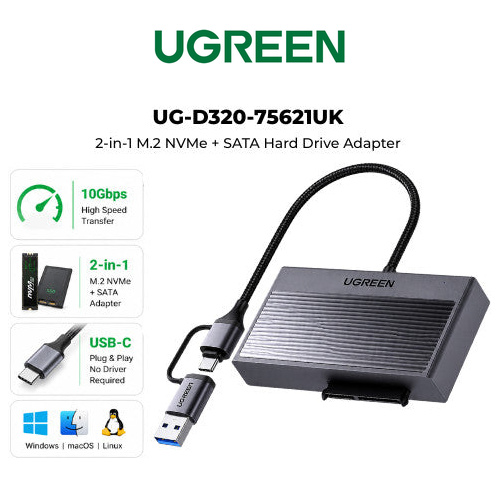 UGREEN
UG-D320-75621UK
2-in-1 M.2 NVMe + SATA Hard Drive Adapter
10Gbps
High Speed
Transfer
2-in-1
M.2 NVMe
+ SATA
Adapter
USB-C
Plug & Play
No Driver
Required
Windows | macOS | Linux
UGREEN
UGREEN